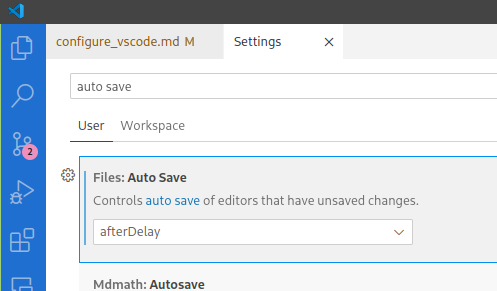 configure_vscode.md M
Settings
auto save
User
Workspace
2
Files: Auto Save
Controls auto save of editors that have unsaved changes.
afterDelay
Mdmath: Autosave